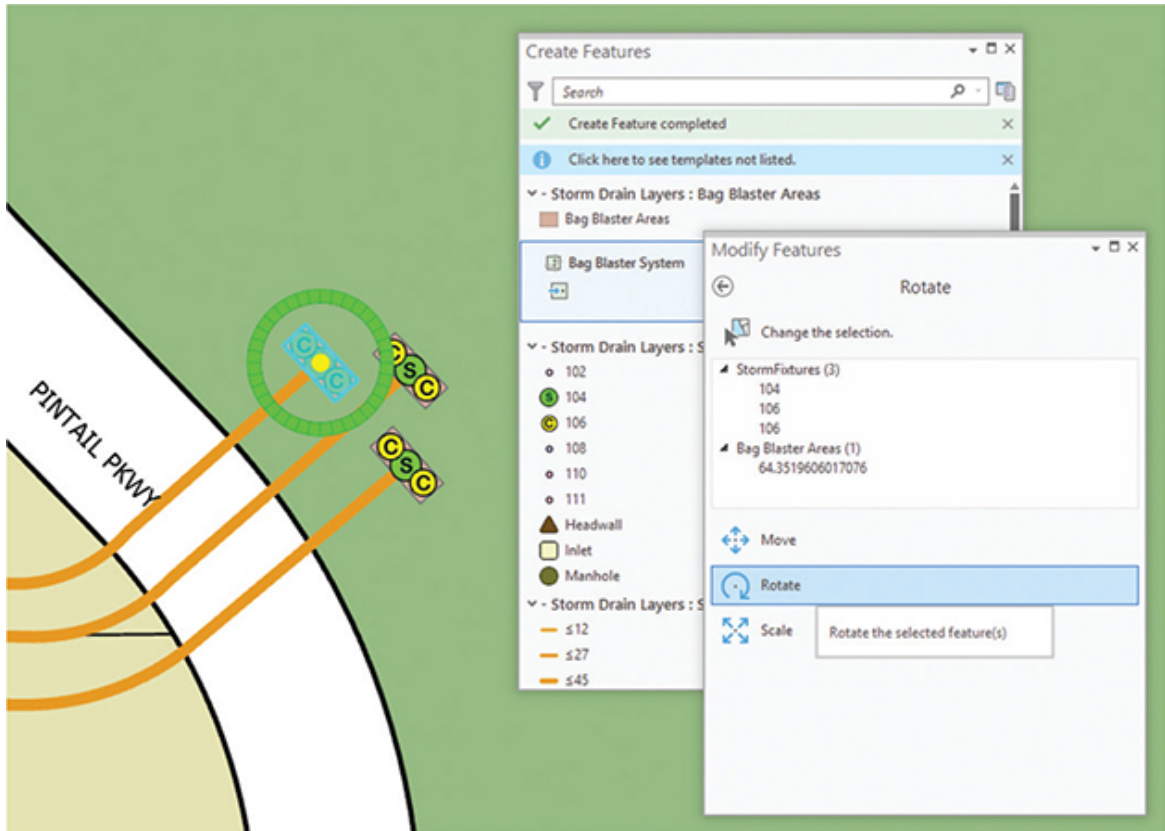 Create Features
Search
Create Feature completed
Click here to see templates not listed.
- Storm Drain Layers : Bag Blaster Areas
Bag Blaster Areas
Bag Blaster System
- Storm Drain Layers : S
102
S 104
C 106
108
110
111
Headwall
Inlet
Manhole
- Storm Drain Layers : S
≤12
≤27
≤45
Modify Features
Rotate
Change the selection.
StormFixtures (3)
104
106
106
Bag Blaster Areas (1)
64.3519606017076
Move
Rotate
Scale
Rotate the selected feature(s)
PINTAIL PKWY
C
C
C
S
C
C
S
C